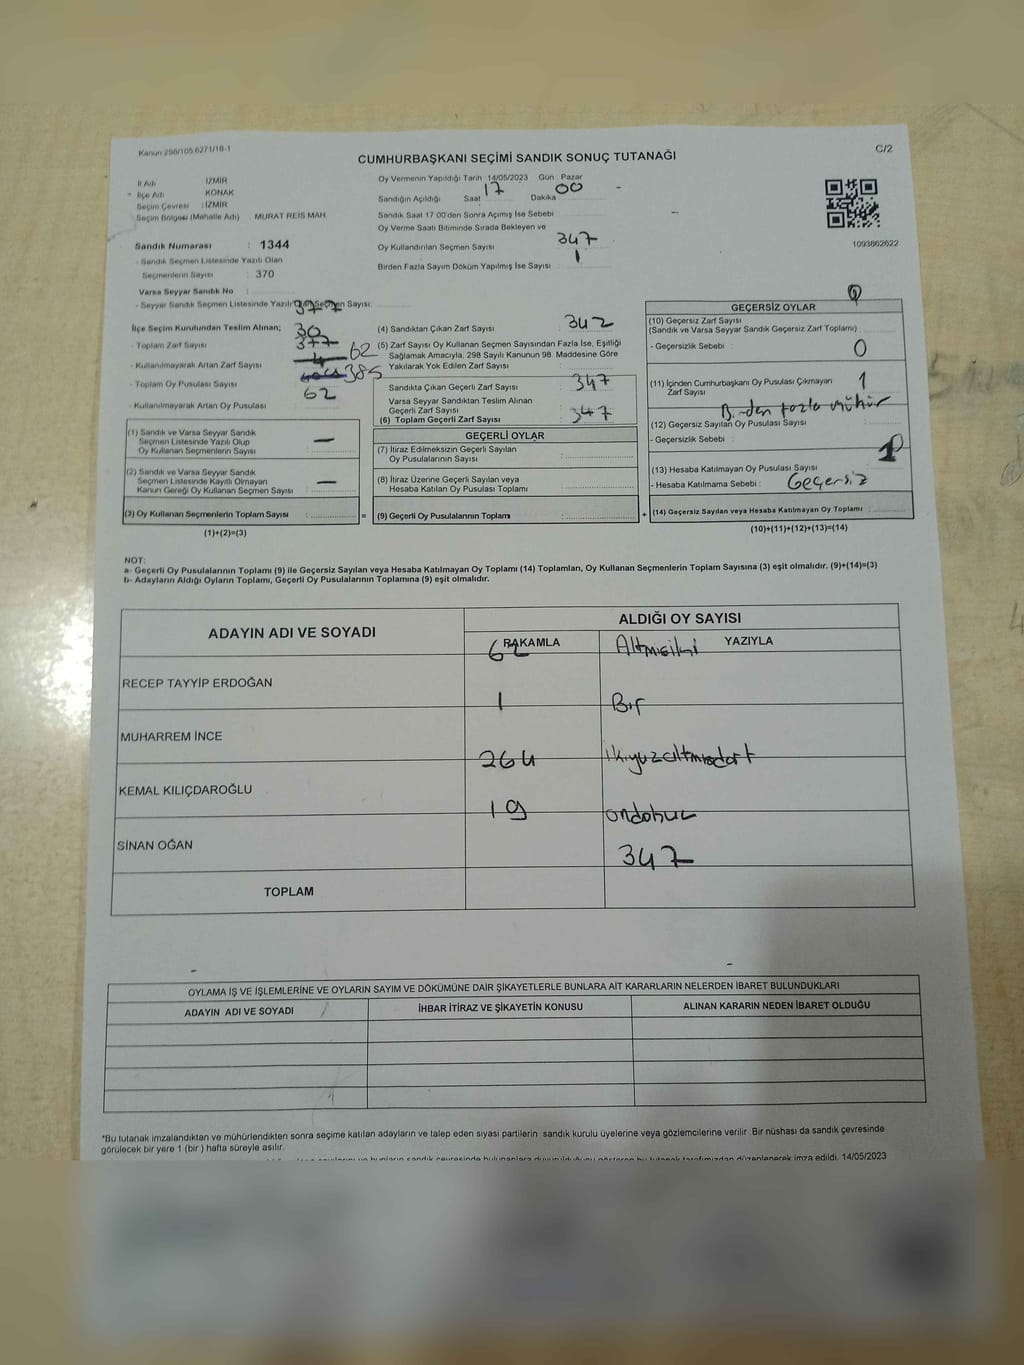 Kanun 298/105.6271/18-1
C/2
CUMHURBAŞKANI SEÇİMİ SANDIK SONUÇ TUTANAĞI
İl Adı : İZMİR
İlçe Adı : KONAK
Seçim Çevresi : İZMİR
Seçim Bölgesi (Mahalle Adı) MURAT REİS MAH
Sandık Numarası : 1344
- Sandık Seçmen Listesinde Yazılı Olan
Seçmenlerin Sayısı : 370
Varsa Seyyar Sandık No :
- Seyyar Sandık Seçmen Listesinde Yazılı Seçmen Sayısı:
Oy Vermenin Yapıldığı Tarih 14/05/2023 Gün : Pazar
Sandığın Açıldığı Saat 17 Dakika 00
Sandık Saat 17 00'den Sonra Açımış İse Sebebi
Oy Verme Saati Bitiminde Sırada Bekleyen ve
Oy Kullandırılan Seçmen Sayısı 347
Birden Fazla Sayım Döküm Yapılmış İse Sayısı 1
1093862622
377
İlçe Seçim Kurulundan Teslim Alınan; 30
- Toplam Zarf Sayısı 377
- Kullanılmayarak Artan Zarf Sayısı 62
- Toplam Oy Pusulası Sayısı 385
- Kullanılmayarak Artan Oy Pusulası 62
(1) Sandık ve Varsa Seyyar Sandık
Seçmen Listesinde Yazılı Olup
Oy Kullanan Seçmenlerin Sayısı : —
(2) Sandık ve Varsa Seyyar Sandık
Seçmen Listesinde Kayıtlı Olmayan
Kanun Gereği Oy Kullanan Seçmen Sayısı : —
(3) Oy Kullanan Seçmenlerin Toplam Sayısı : =
(1)+(2)=(3)
(4) Sandıktan Çıkan Zarf Sayısı : 342
(5) Zarf Sayısı Oy Kullanan Seçmen Sayısından Fazla İse, Eşitliği
Sağlamak Amacıyla, 298 Sayılı Kanunun 98. Maddesine Göre
Yakılarak Yok Edilen Zarf Sayısı :
Sandıkta Çıkan Geçerli Zarf Sayısı : 347
Varsa Seyyar Sandıktan Teslim Alınan
Geçerli Zarf Sayısı
(6) Toplam Geçerli Zarf Sayısı : 347
GEÇERLİ OYLAR
(7) İtiraz Edilmeksizin Geçerli Sayılan
Oy Pusulalarının Sayısı :
(8) İtiraz Üzerine Geçerli Sayılan veya
Hesaba Katılan Oy Pusulası Toplamı :
(9) Geçerli Oy Pusulalarının Toplamı : +
0
GEÇERSİZ OYLAR
(10) Geçersiz Zarf Sayısı
(Sandık ve Varsa Seyyar Sandık Geçersiz Zarf Toplamı) :
- Geçersizlik Sebebi : 0
(11) İçinden Cumhurbaşkanı Oy Pusulası Çıkmayan
Zarf Sayısı 1
Birden fazla mühür
(12) Geçersiz Sayılan Oy Pusulası Sayısı
- Geçersizlik Sebebi :
(13) Hesaba Katılmayan Oy Pusulası Sayısı
- Hesaba Katılmama Sebebi : Geçersiz
(14) Geçersiz Sayılan veya Hesaba Katılmayan Oy Toplamı :
(10)+(11)+(12)+(13)=(14)
NOT:
a- Geçerli Oy Pusulalarının Toplamı (9) ile Geçersiz Sayılan veya Hesaba Katılmayan Oy Toplamı (14) Toplamları, Oy Kullanan Seçmenlerin Toplam Sayısına (3) eşit olmalıdır. (9)+(14)=(3)
b- Adayların Aldığı Oyların Toplamı, Geçerli Oy Pusulalarının Toplamına (9) eşit olmalıdır.
ADAYIN ADI VE SOYADI
ALDIĞI OY SAYISI
RAKAMLA YAZIYLA
62 Altmışiki
RECEP TAYYİP ERDOĞAN
1 Bir
MUHARREM İNCE
264 ikiyüzaltmışdört
KEMAL KILIÇDAROĞLU
19 ondokuz
SİNAN OĞAN
347
TOPLAM
OYLAMA İŞ VE İŞLEMLERİNE VE OYLARIN SAYIM VE DÖKÜMÜNE DAİR ŞİKAYETLERLE BUNLARA AİT KARARLARIN NELERDEN İBARET BULUNDUKLARI
ADAYIN ADI VE SOYADI İHBAR İTİRAZ VE ŞİKAYETİN KONUSU ALINAN KARARIN NEDEN İBARET OLDUĞU
*Bu tutanak imzalandıktan ve mühürlendikten sonra seçime katılan adayların ve talep eden siyasi partilerin sandık kurulu üyelerine veya gözlemcilerine verilir .Bir nüshası da sandık çevresinde
görülecek bir yere 1 (bir ) hafta süreyle asılır.
düzenlenerek imza edildi. 14/05/2023